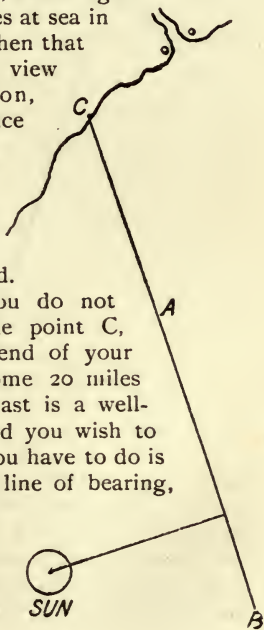 es at sea in
hen that
view
on,
ce
C
d.
ou do not
e point C,
A
end of your
ome 20 miles
ast is a well-
d you wish to
ou have to do is
line of bearing,
SUN
B